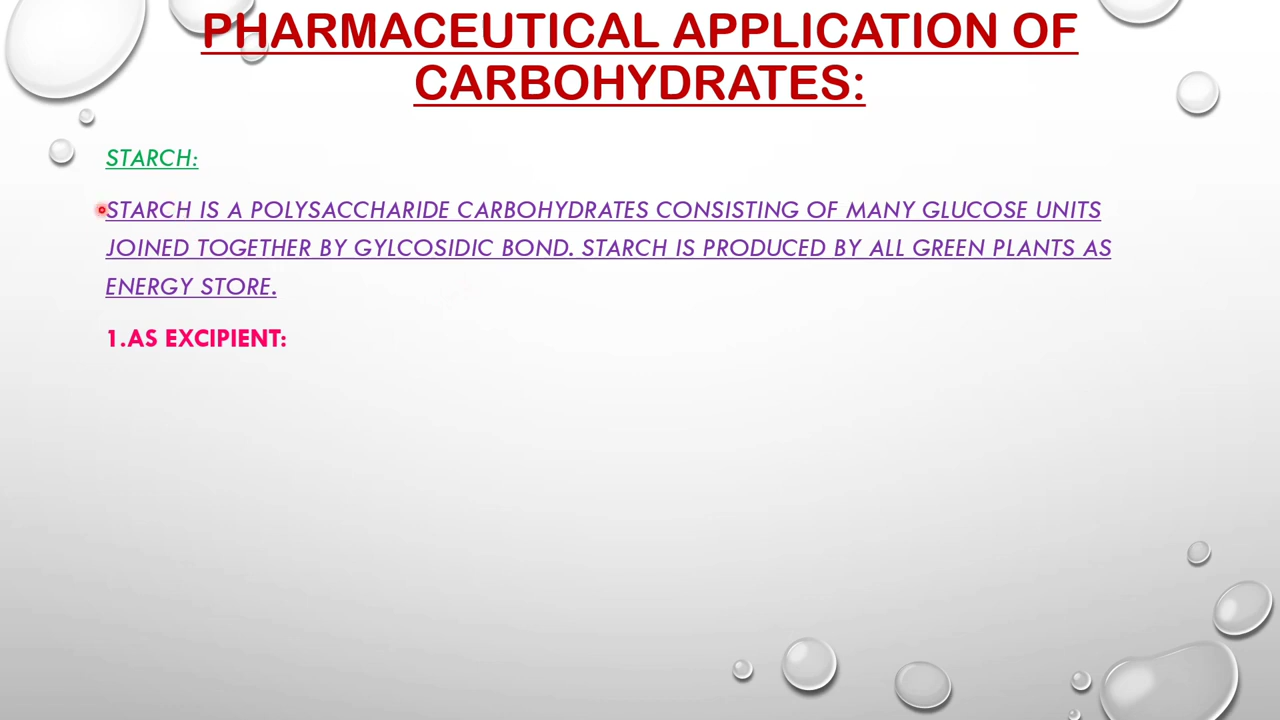 PHARMACEUTICAL APPLICATION OF
CARBOHYDRATES:
STARCH:
STARCH IS A POLYSACCHARIDE CARBOHYDRATES CONSISTING OF MANY GLUCOSE UNITS
JOINED TOGETHER BY GYLCOSIDIC BOND. STARCH IS PRODUCED BY ALL GREEN PLANTS AS
ENERGY STORE.
1.AS EXCIPIENT: